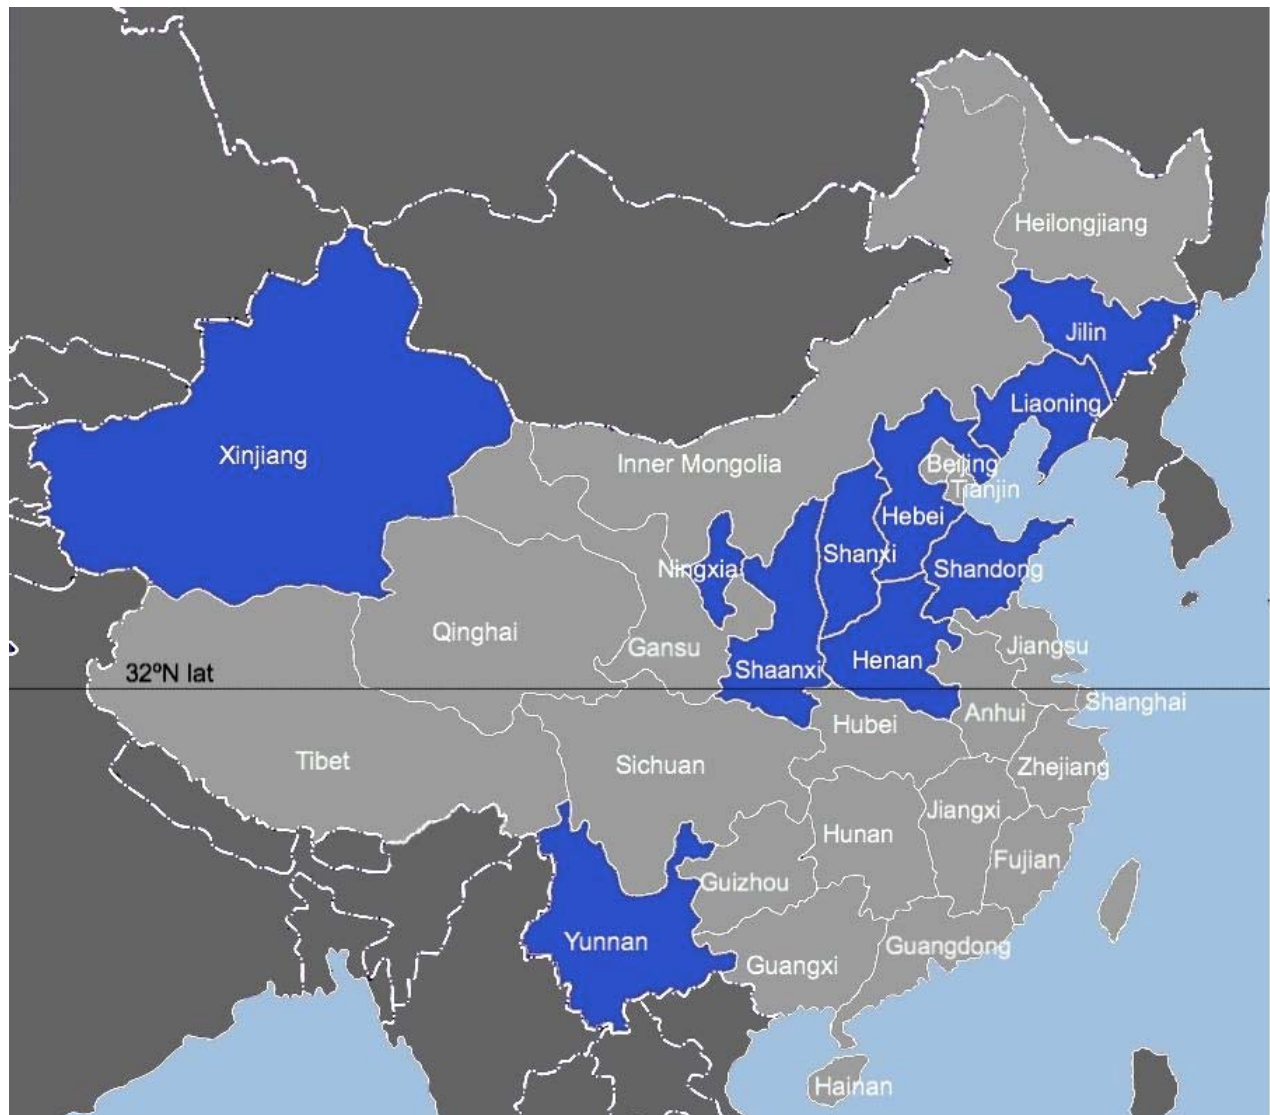 Heilongjiang
Jilin
Liaoning
Xinjiang
Inner Mongolia
Beijing
Tianjin
Hebei
Shanxi
Ningxia
Shandong
Qinghai
Gansu
Jiangsu
Shaanxi
Henan
32ºN lat
Shanghai
Anhui
Hubei
Tibet
Sichuan
Zhejiang
Jiangxi
Hunan
Fujian
Guizhou
Yunnan
Guangdong
Guangxi
Hainan